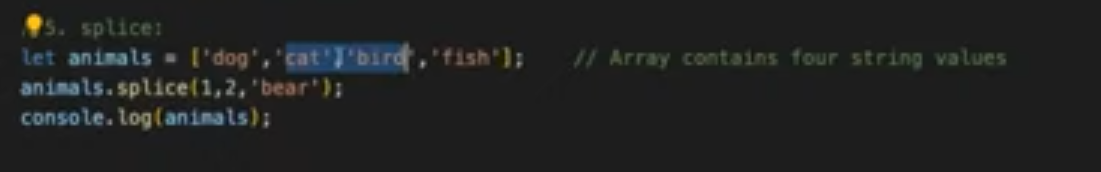 5. splice:
let animals = ['dog','cat','bird','fish'];    // Array contains four string values
animals.splice(1,2,'bear');
console.log(animals);